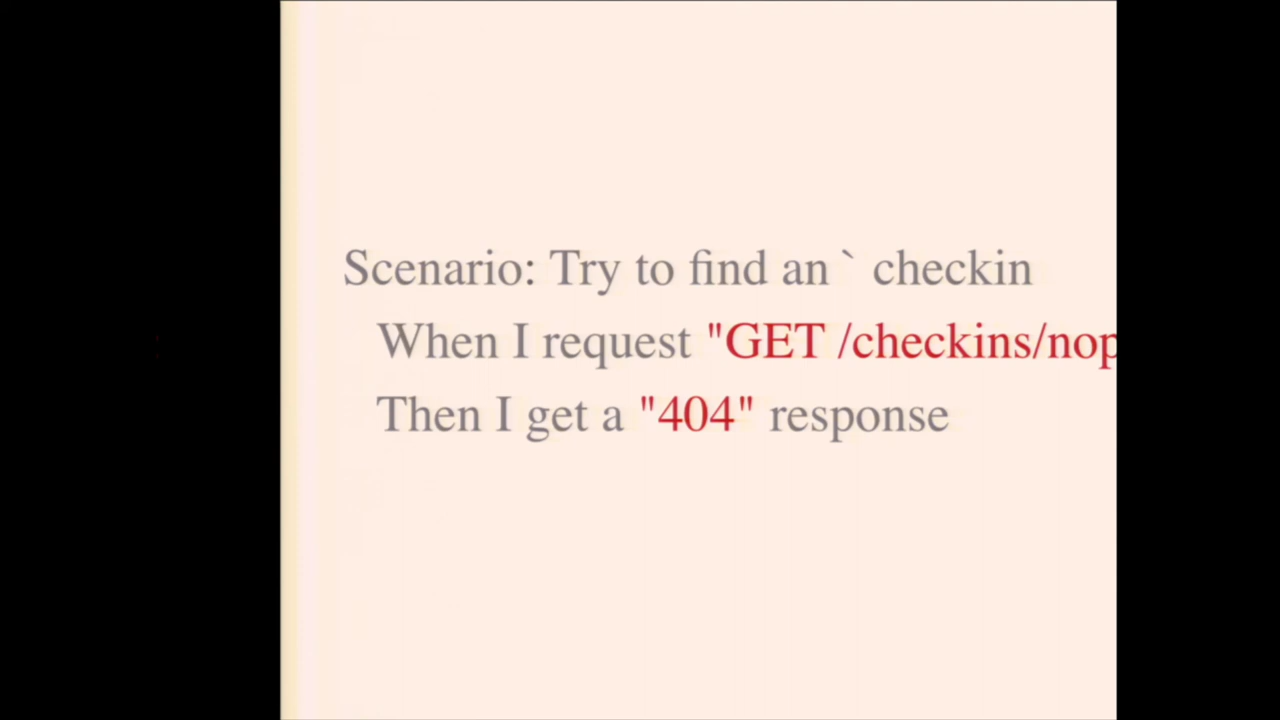 Scenario: Try to find an ` checkin
When I request "GET /checkins/nop
Then I get a "404" response